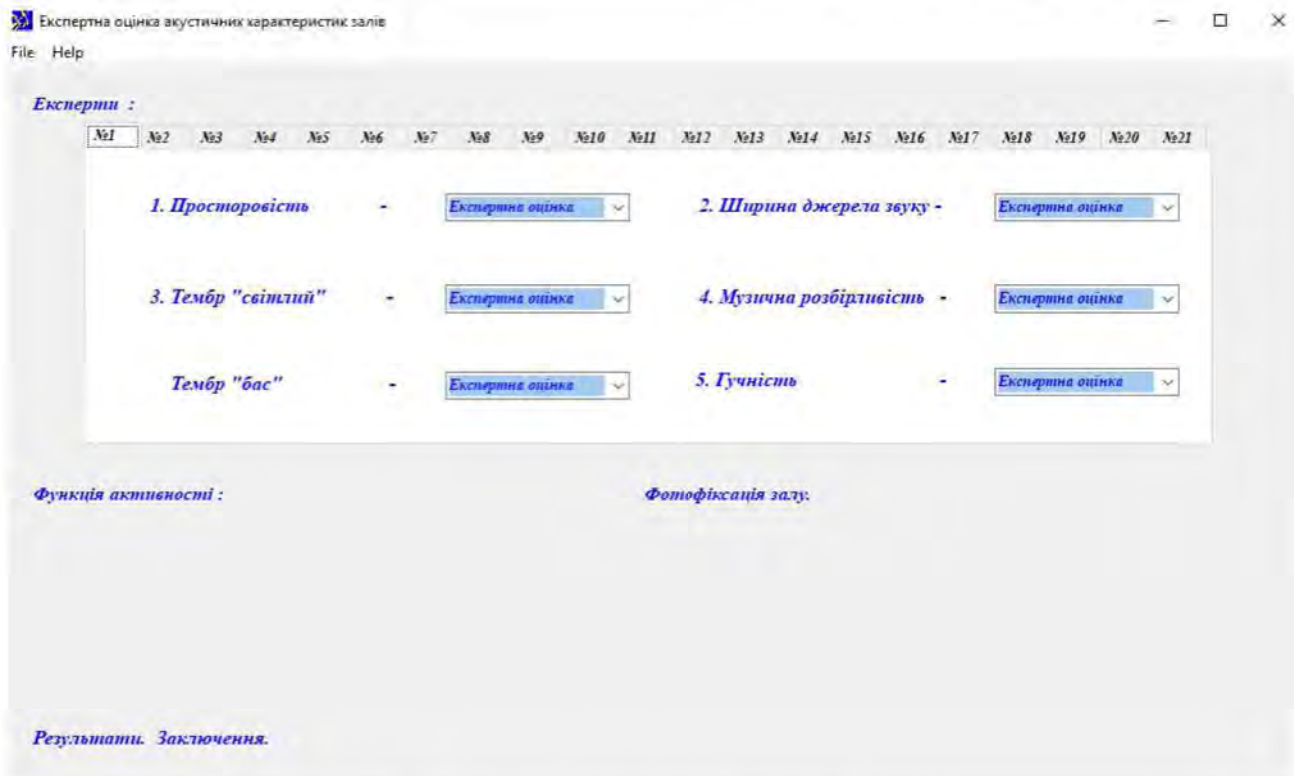 Експертна оцінка акустичних характеристик залів
File Help
Експерти :
№1 №2 №3 №4 №5 №6 №7 №8 №9 №10 №11 №12 №13 №14 №15 №16 №17 №18 №19 №20 №21
1. Просторовість - Експертна оцінка 2. Ширина джерела звуку - Експертна оцінка
3. Тембр "світлий" - Експертна оцінка 4. Музична розбірливість - Експертна оцінка
Тембр "бас" - Експертна оцінка 5. Гучність - Експертна оцінка
Функція активності : Фотофіксація залу.
Результати. Заключення.